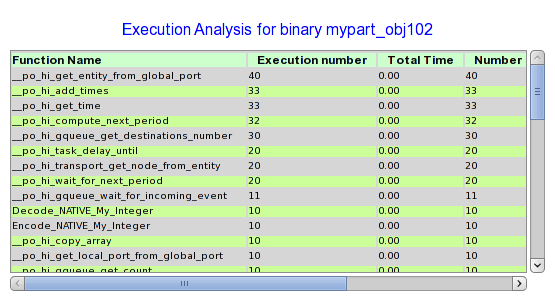 Execution Analysis for binary mypart_obj102
Function Name Execution number Total Time Number
__po_hi_get_entity_from_global_port 40 0.00 40
__po_hi_add_times 33 0.00 33
__po_hi_get_time 33 0.00 33
__po_hi_compute_next_period 32 0.00 32
__po_hi_gqueue_get_destinations_number 30 0.00 30
__po_hi_task_delay_until 20 0.00 20
__po_hi_transport_get_node_from_entity 20 0.00 20
__po_hi_wait_for_next_period 20 0.00 20
__po_hi_gqueue_wait_for_incoming_event 11 0.00 11
Decode_NATIVE_My_Integer 10 0.00 10
Encode_NATIVE_My_Integer 10 0.00 10
__po_hi_copy_array 10 0.00 10
__po_hi_get_local_port_from_global_port 10 0.00 10
__po_hi_gqueue_get_count 10 0.00 10